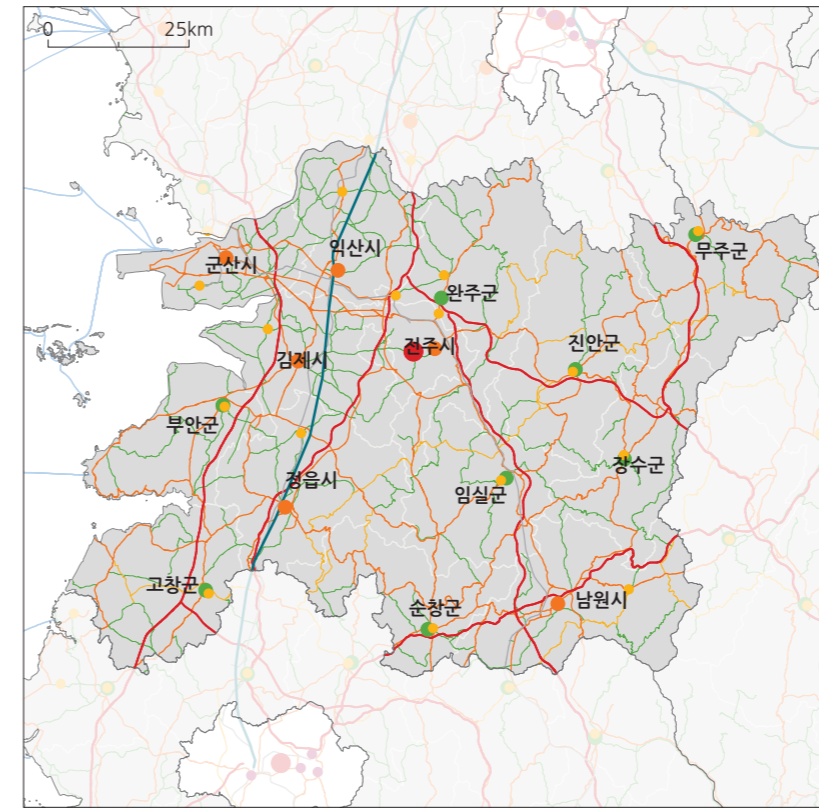 0 25km
무주군
군산시
익산시
완주군
전주시
진안군
김제시
부안군
정읍시
임실군
장수군
고창군
순창군
남원시